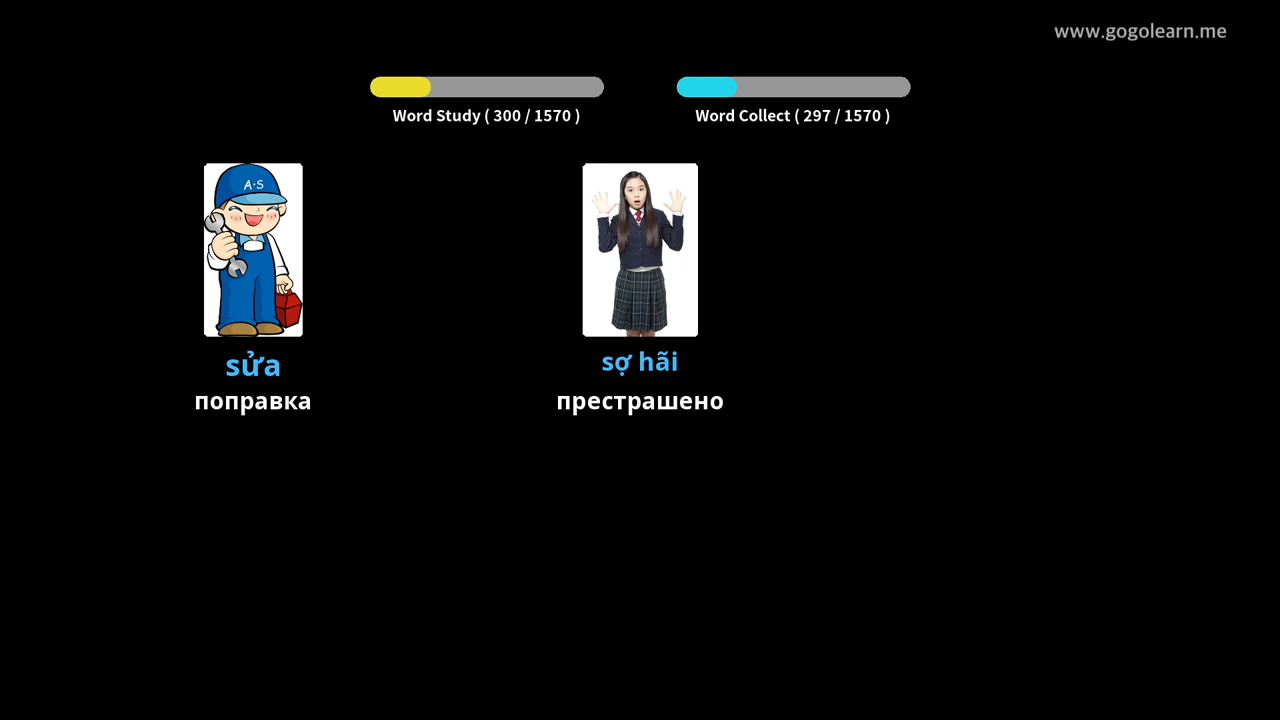 www.gogolearn.me
Word Study ( 300 / 1570 )
Word Collect ( 297 / 1570 )
A·S
sửa
поправка
sợ hãi
престрашено